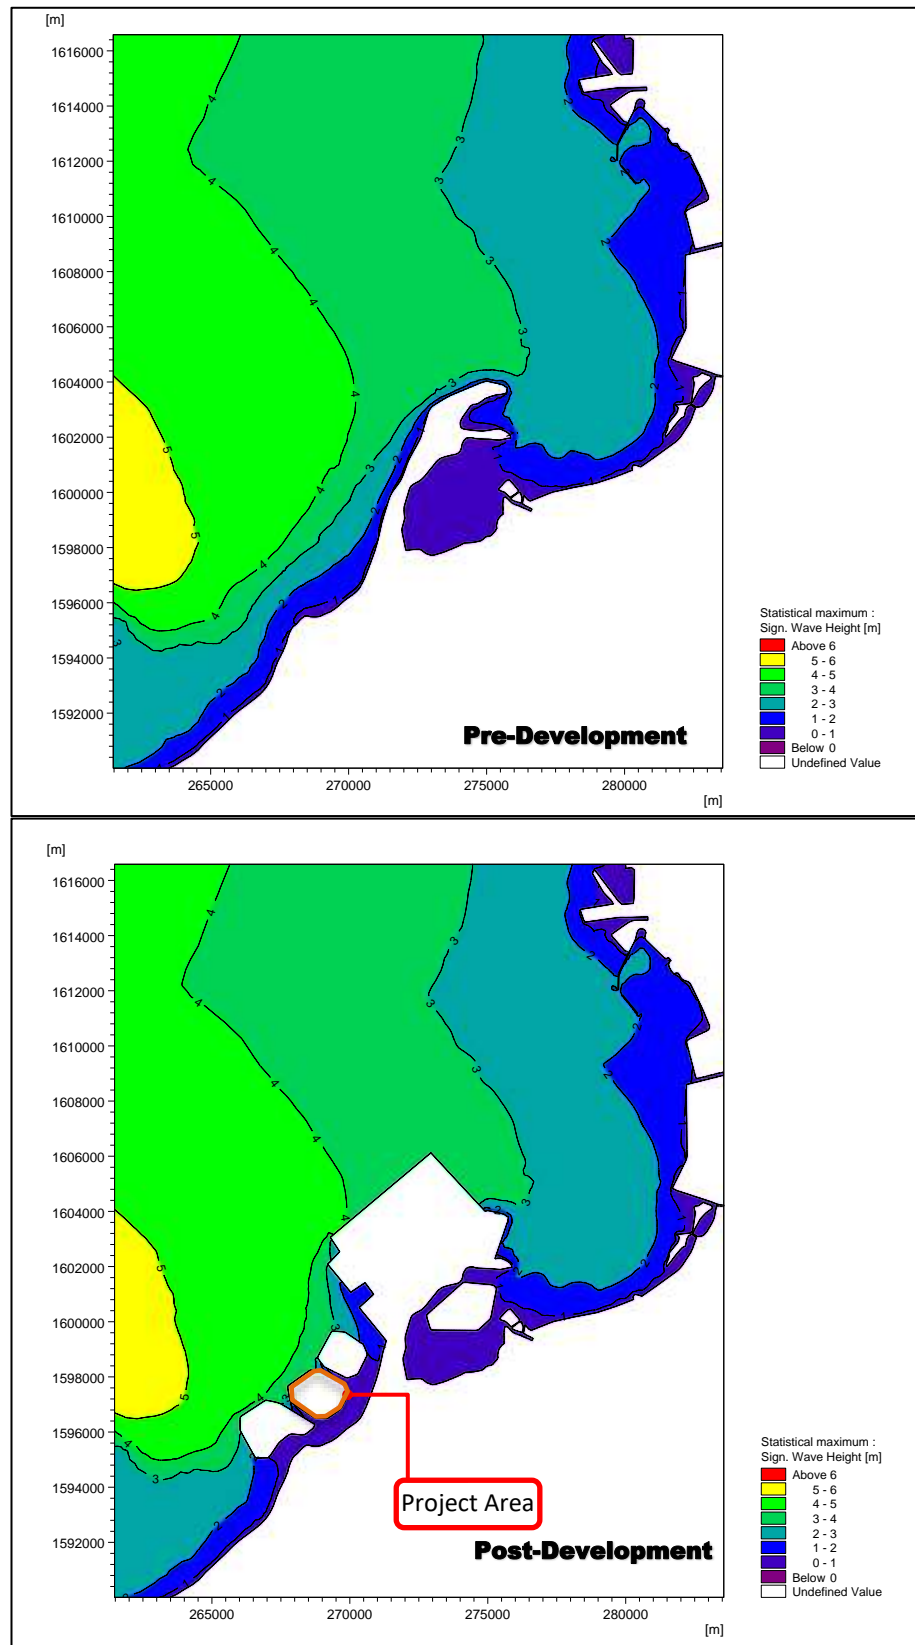 [m]
1616000
1614000
1612000
1610000
1608000
1606000
1604000
1602000
1600000
1598000
1596000
1594000
1592000
Statistical maximum :
Sign. Wave Height [m]
Above 6
5 - 6
4 - 5
3 - 4
2 - 3
1 - 2
0 - 1
Below 0
Undefined Value
Pre-Development
265000 270000 275000 280000
[m]
[m]
1616000
1614000
1612000
1610000
1608000
1606000
1604000
1602000
1600000
1598000
1596000
1594000
1592000
Project Area
Statistical maximum :
Sign. Wave Height [m]
Above 6
5 - 6
4 - 5
3 - 4
2 - 3
1 - 2
0 - 1
Below 0
Undefined Value
Post-Development
265000 270000 275000 280000
[m]